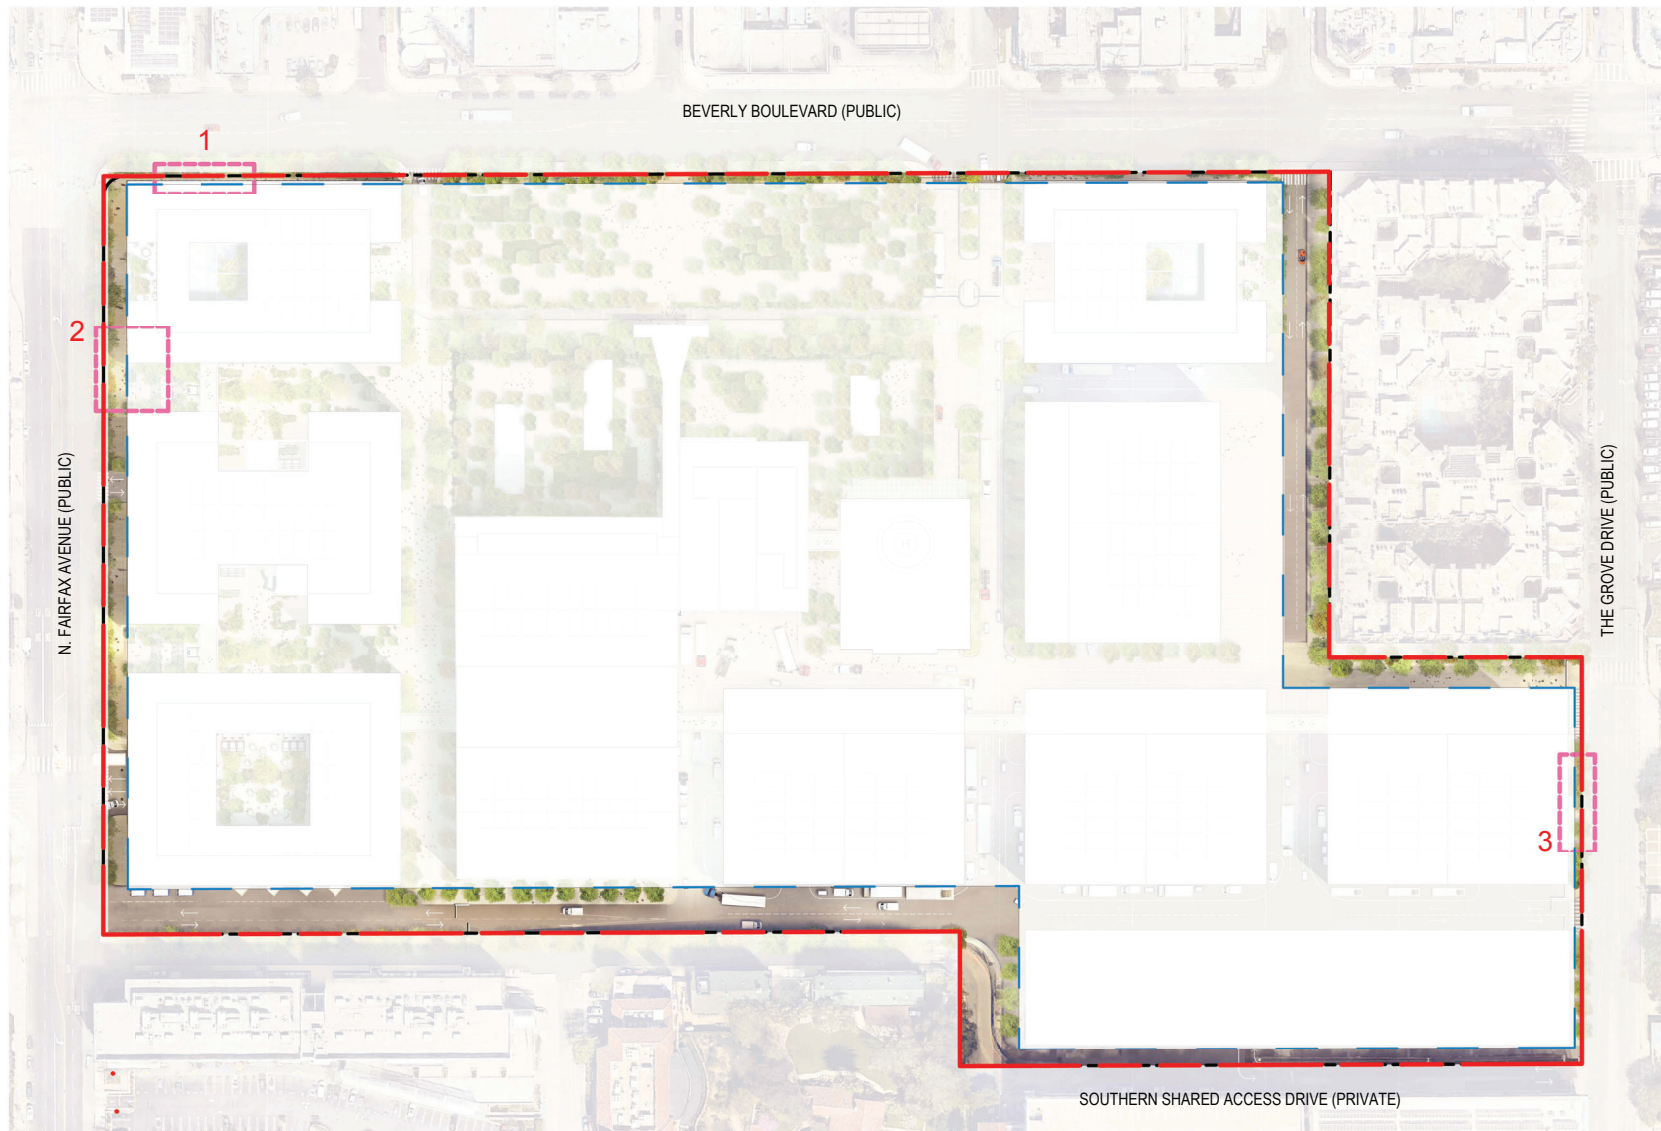 BEVERLY BOULEVARD (PUBLIC)
1
2
N. FAIRFAX AVENUE (PUBLIC)
THE GROVE DRIVE (PUBLIC)
3
SOUTHERN SHARED ACCESS DRIVE (PRIVATE)